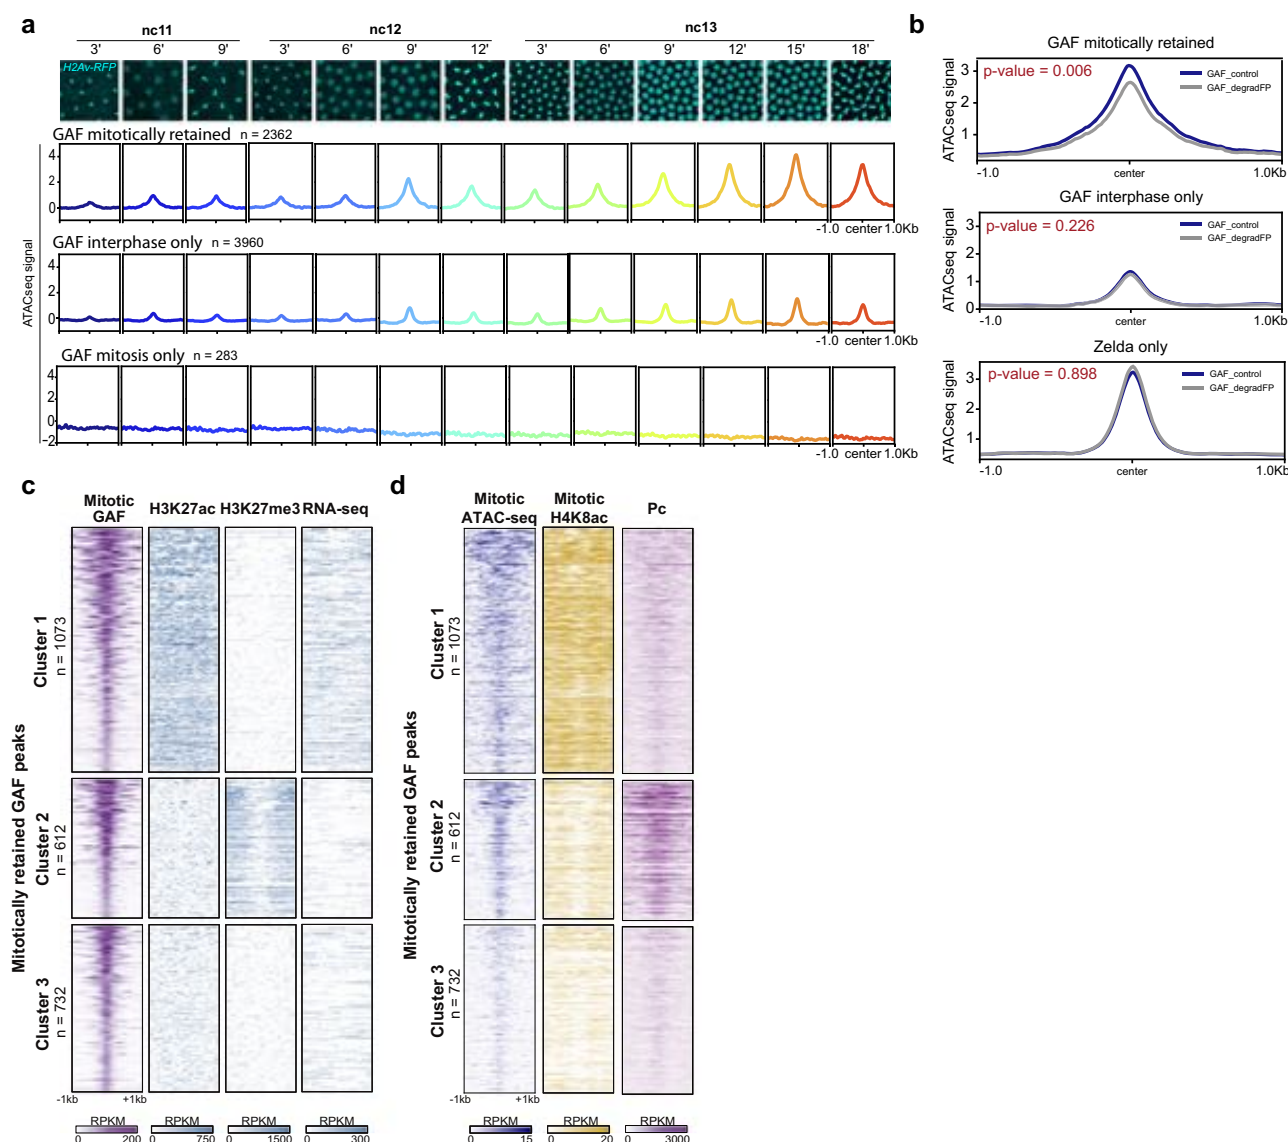 a
nc11 nc12 nc13
3' 6' 9' 3' 6' 9' 12' 3' 6' 9' 12' 15' 18'
H2Av-RFP
GAF mitotically retained n = 2362
4
2
0
-1.0 center 1.0Kb
GAF interphase only n = 3960
4
2
0
-1.0 center 1.0Kb
GAF mitosis only n = 283
4
2
0
-2
-1.0 center 1.0Kb
ATACseq signal
b
GAF mitotically retained
p-value = 0.006
GAF_control
GAF_degradFP
ATACseq signal
3
2
1
-1.0 center 1.0Kb
GAF interphase only
p-value = 0.226
GAF_control
GAF_degradFP
ATACseq signal
3
2
1
0
-1.0 center 1.0Kb
Zelda only
p-value = 0.898
GAF_control
GAF_degradFP
ATACseq signal
3
2
1
-1.0 center 1.0Kb
c
Mitotic GAF H3K27ac H3K27me3 RNA-seq
Mitotically retained GAF peaks
Cluster 1
n = 1073
Cluster 2
n = 612
Cluster 3
n = 732
-1kb +1kb
RPKM RPKM RPKM RPKM
0 200 0 750 0 1500 0 300
d
Mitotic ATAC-seq Mitotic H4K8ac Pc
Mitotically retained GAF peaks
Cluster 1
n = 1073
Cluster 2
n = 612
Cluster 3
n = 732
-1kb +1kb
RPKM RPKM RPKM
0 15 0 20 0 3000